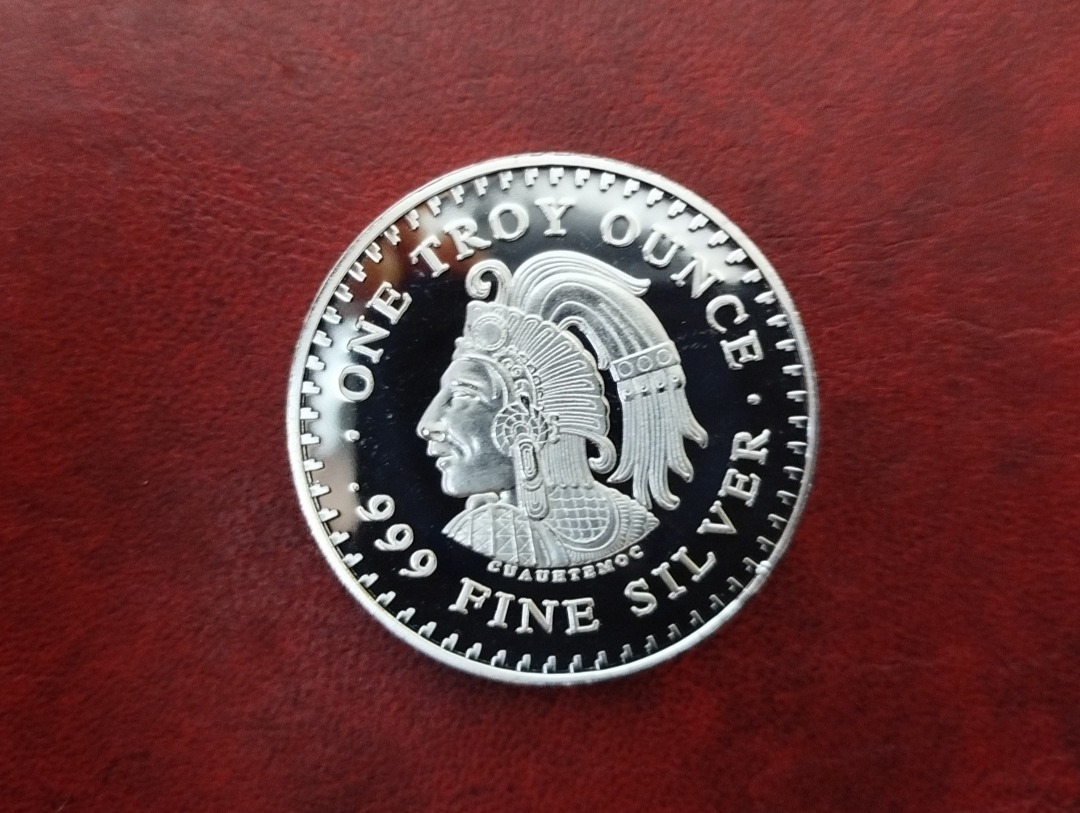 · ONE TROY OUNCE ·
.999 FINE SILVER
CUAUHTEMOC